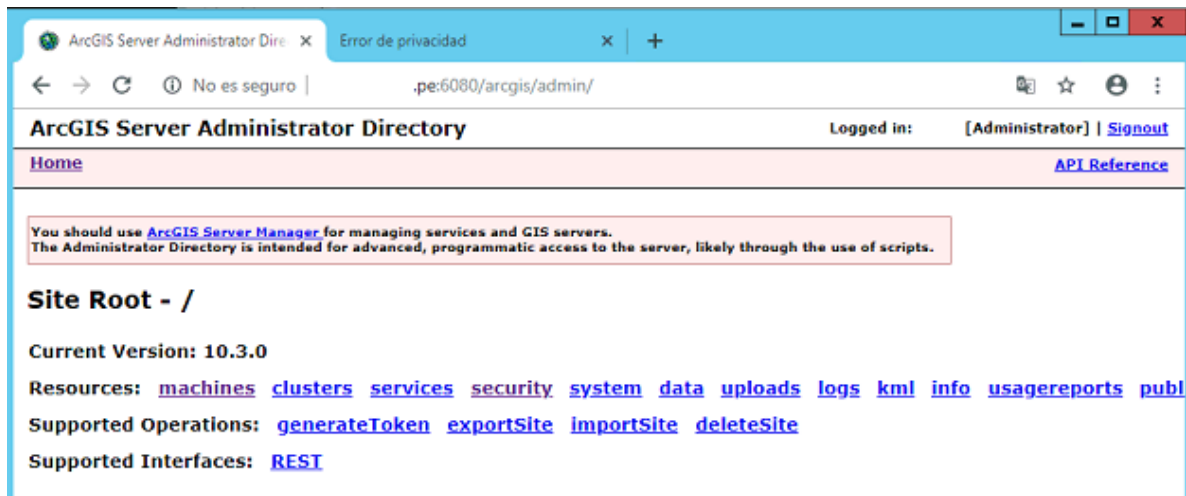 ArcGIS Server Administrator Dire
Error de privacidad
No es seguro | .pe:6080/arcgis/admin/
ArcGIS Server Administrator Directory
Logged in: [Administrator] | Signout
Home
API Reference
You should use ArcGIS Server Manager for managing services and GIS servers.
The Administrator Directory is intended for advanced, programmatic access to the server, likely through the use of scripts.
Site Root - /
Current Version: 10.3.0
Resources: machines clusters services security system data uploads logs kml info usagereports publ
Supported Operations: generateToken exportSite importSite deleteSite
Supported Interfaces: REST